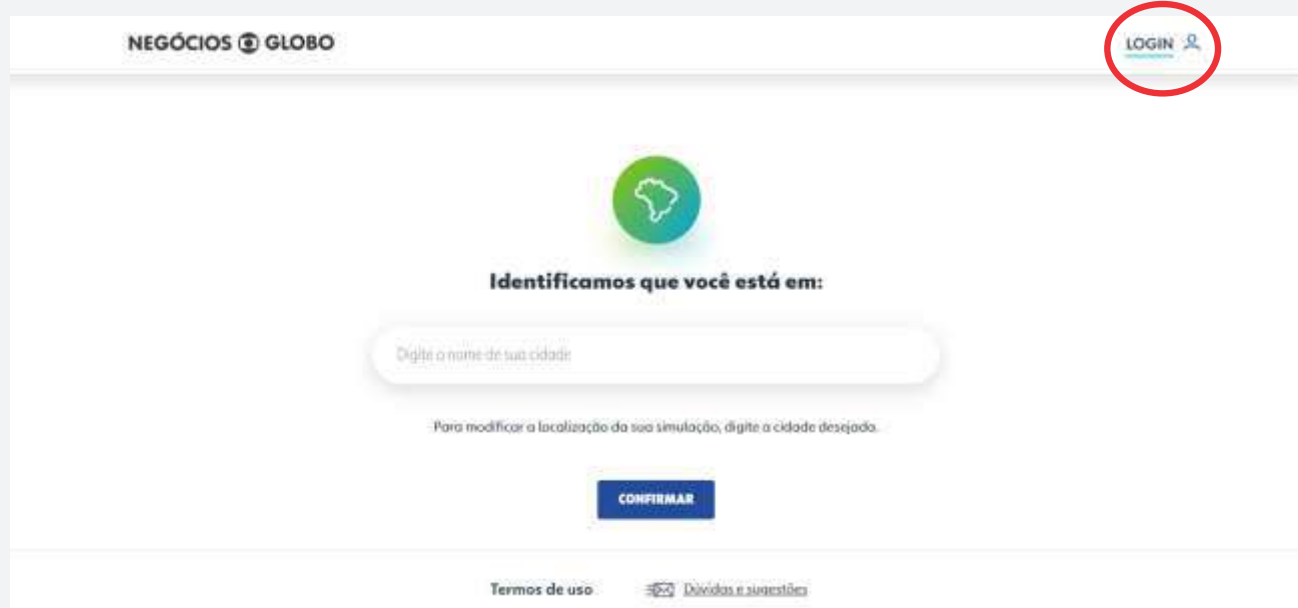 NEGÓCIOS GLOBO
LOGIN
Identificamos que você está em:
Digite o nome de sua cidade
Para modificar a localização da sua simulação, digite a cidade desejada.
CONFIRMAR
Termos de uso
Dúvidas e sugestões